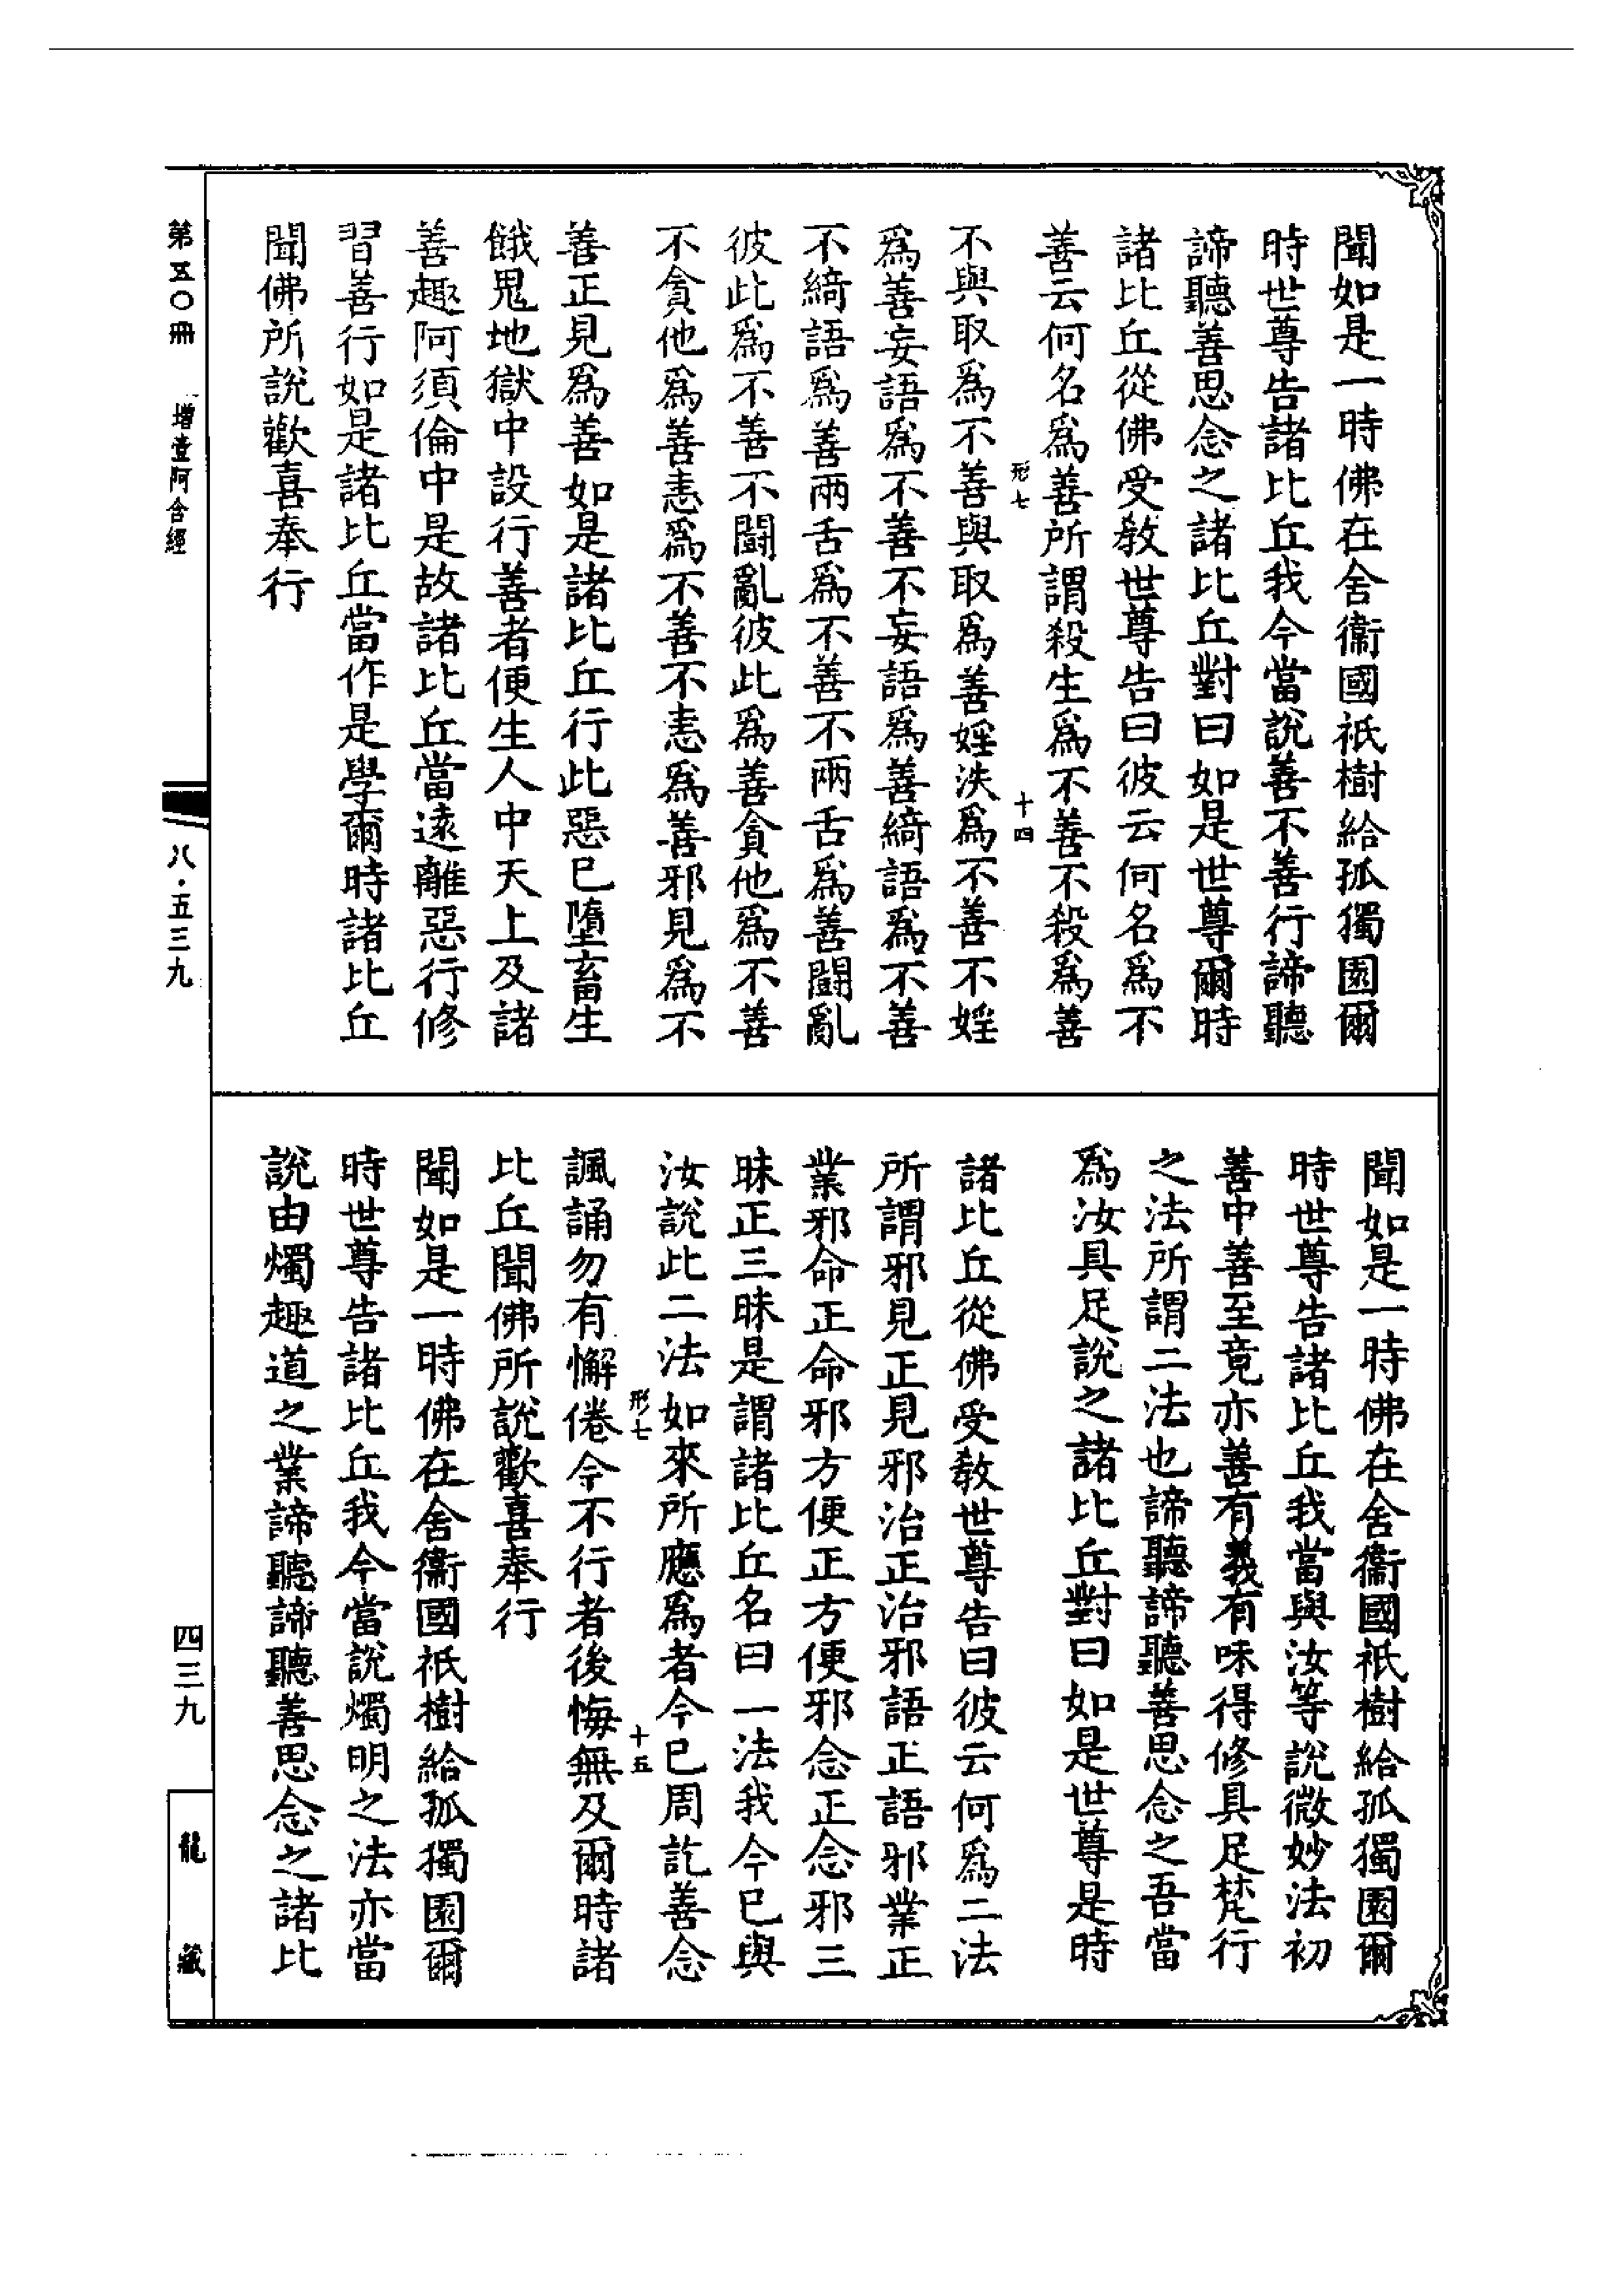 聞如是一時佛在舍衞國祇樹給孤獨園爾
時世尊告諸比丘我今當說善不善行諦聽
諦聽善思念之諸比丘對曰如是世尊爾時
諸比丘從佛受敎世尊告曰彼云何名爲不
善云何名爲善所謂殺生爲不善不殺爲善
形七
十四
不與取爲不善與取爲善婬泆爲不善不婬
爲善妄語爲不善不妄語爲善綺語爲不善
不綺語爲善兩舌爲不善不兩舌爲善鬪亂
彼此爲不善不鬪亂彼此爲善貪他爲不善
不貪他爲善恚爲不善不恚爲善邪見爲不
善正見爲善如是諸比丘行此惡已墮畜生
餓鬼地獄中設行善者便生人中天上及諸
善趣阿須倫中是故諸比丘當遠離惡行修
習善行如是諸比丘當作是學爾時諸比丘
聞佛所說歡喜奉行
聞如是一時佛在舍衞國祇樹給孤獨園爾
時世尊告諸比丘我當與汝等說微妙法初
善中善至竟亦善有義有味得修具足梵行
之法所謂二法也諦聽諦聽善思念之吾當
爲汝具足說之諸比丘對曰如是世尊是時
諸比丘從佛受敎世尊告曰彼云何爲二法
所謂邪見正見邪治正治邪語正語邪業正
業邪命正命邪方便正方便邪念正念邪三
昧正三昧是謂諸比丘名曰一法我今已與
汝說此二法如來所應爲者今已周訖善念
形七
十五
諷誦勿有懈倦今不行者後悔無及爾時諸
比丘聞佛所說歡喜奉行
聞如是一時佛在舍衞國祇樹給孤獨園爾
時世尊告諸比丘我今當說燭明之法亦當
說由燭趣道之業諦聽諦聽善思念之諸比
第五〇冊
增壹阿含經
八·五三九
四三九
龍藏